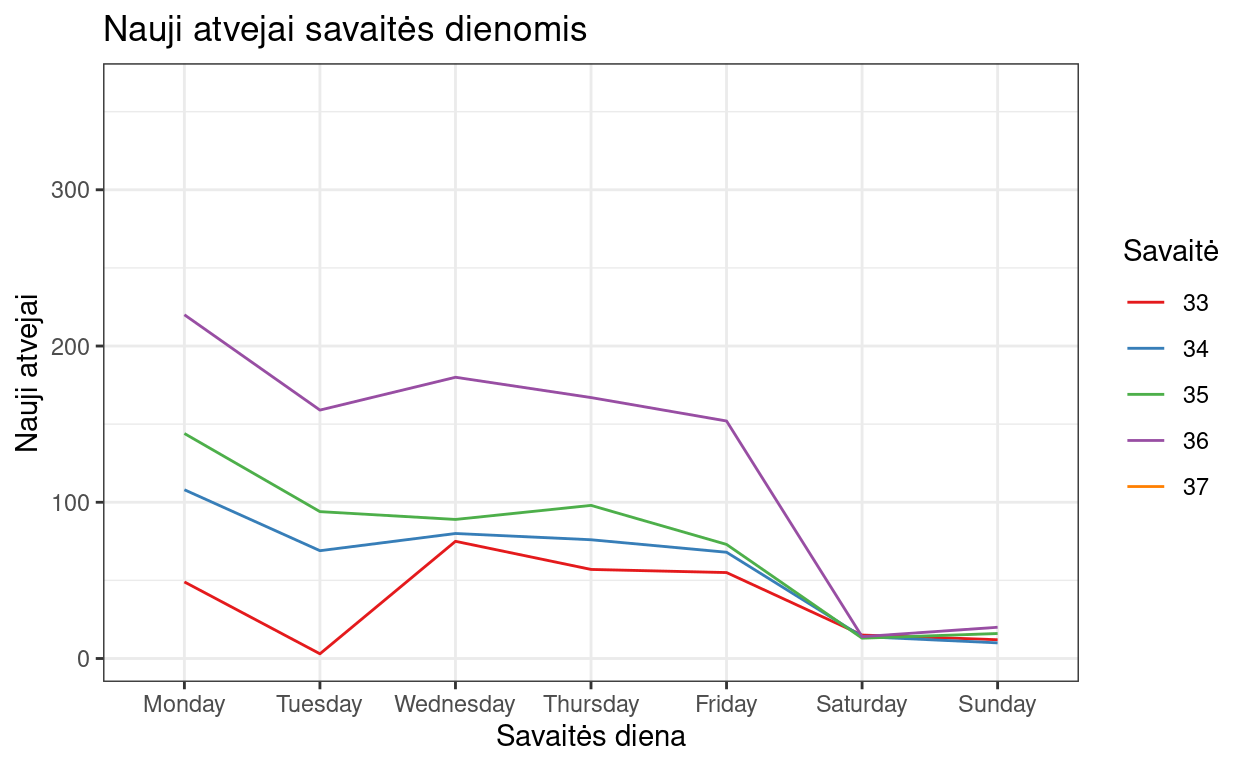 Nauji atvejai savaitės dienomis
Nauji atvejai
300
200
100
0
Monday Tuesday Wednesday Thursday Friday Saturday Sunday
Savaitės diena
Savaitė
33
34
35
36
37